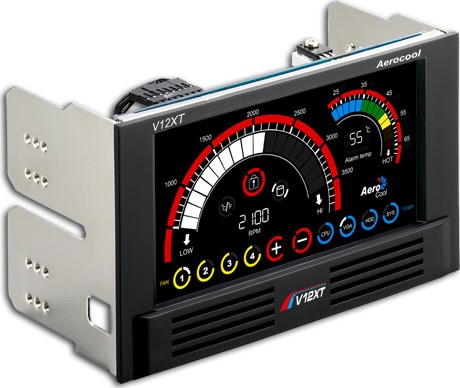 Aerocool
V12XT
2000
1500
2500
1000
3000
3500
25
35
45
55
65
55 °C
Alarm temp
HOT
Aero
Cool
2100
RPM
LOW
HI
FAN 1 2 3 4 + − CPU VGA HDD SYS TEMP
V12XT